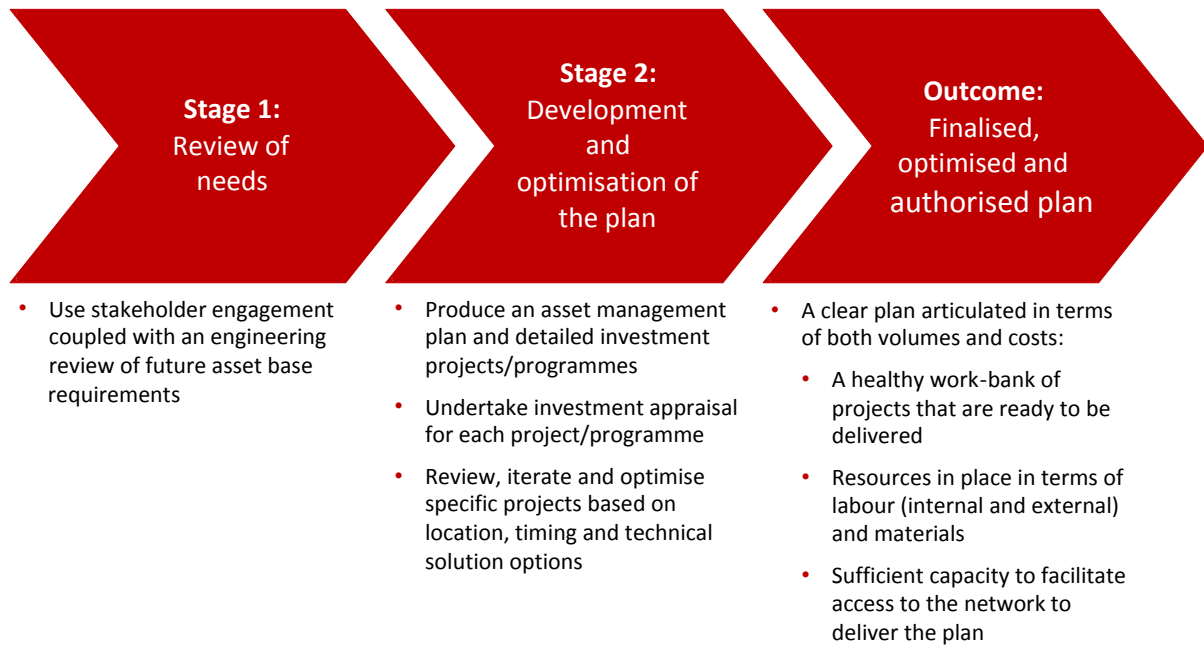 Stage 1:
Review of
needs
Stage 2:
Development
and
optimisation of
the plan
Outcome:
Finalised,
optimised and
authorised plan
• Use stakeholder engagement
coupled with an engineering
review of future asset base
requirements
• Produce an asset management
plan and detailed investment
projects/programmes
• Undertake investment appraisal
for each project/programme
• Review, iterate and optimise
specific projects based on
location, timing and technical
solution options
• A clear plan articulated in terms
of both volumes and costs:
• A healthy work-bank of
projects that are ready to be
delivered
• Resources in place in terms of
labour (internal and external)
and materials
• Sufficient capacity to facilitate
access to the network to
deliver the plan